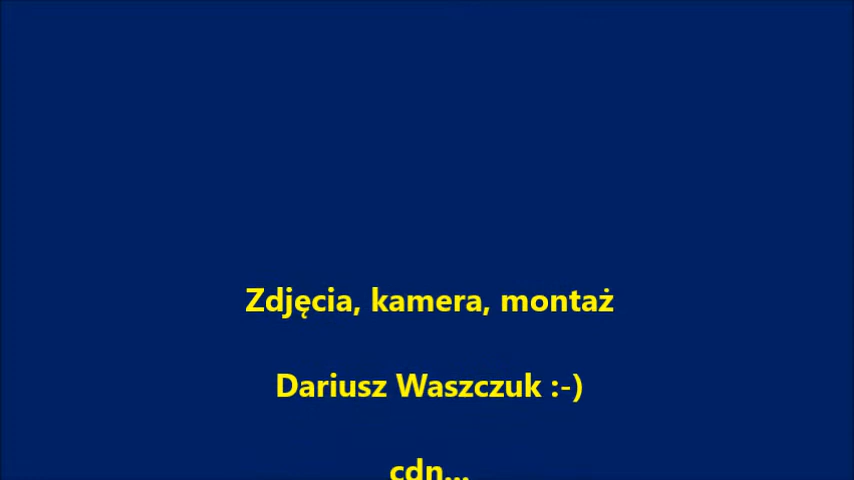 Zdjęcia, kamera, montaż
Dariusz Waszczuk :-)
cdn...